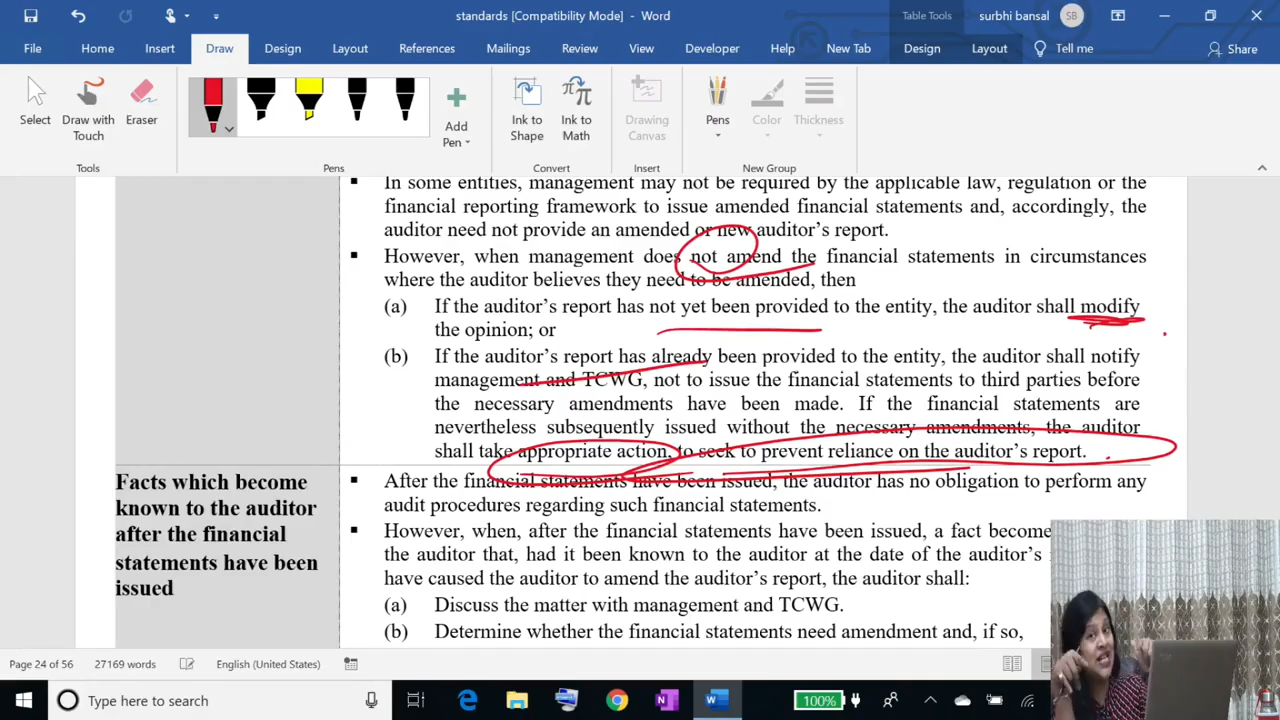 standards [Compatibility Mode] - Word
Table Tools
surbhi bansal
SB
File Home Insert Draw Design Layout References Mailings Review View Developer Help New Tab Design Layout Tell me Share
Select
Draw with Touch
Eraser
Add Pen
Ink to Shape
Ink to Math
Drawing Canvas
Pens
Color
Thickness
Tools
Pens
Convert
Insert
New Group
In some entities, management may not be required by the applicable law, regulation or the
financial reporting framework to issue amended financial statements and, accordingly, the
auditor need not provide an amended or new auditor's report.
However, when management does not amend the financial statements in circumstances
where the auditor believes they need to be amended, then
(a) If the auditor's report has not yet been provided to the entity, the auditor shall modify
the opinion; or
(b) If the auditor's report has already been provided to the entity, the auditor shall notify
management and TCWG, not to issue the financial statements to third parties before
the necessary amendments have been made. If the financial statements are
nevertheless subsequently issued without the necessary amendments, the auditor
shall take appropriate action, to seek to prevent reliance on the auditor's report.
Facts which become
known to the auditor
after the financial
statements have been
issued
After the financial statements have been issued, the auditor has no obligation to perform any
audit procedures regarding such financial statements.
However, when, after the financial statements have been issued, a fact become
the auditor that, had it been known to the auditor at the date of the auditor's
have caused the auditor to amend the auditor's report, the auditor shall:
(a) Discuss the matter with management and TCWG.
(b) Determine whether the financial statements need amendment and, if so,
Page 24 of 56 27169 words English (United States)
Type here to search
100%